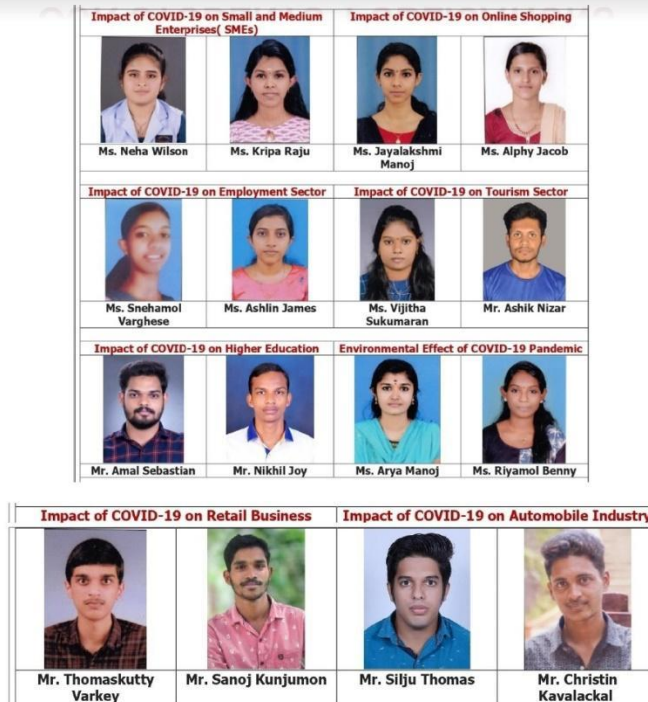 Impact of COVID-19 on Small and Medium
Enterprises( SMEs)
Impact of COVID-19 on Online Shopping
Ms. Neha Wilson
Ms. Kripa Raju
Ms. Jayalakshmi
Manoj
Ms. Alphy Jacob
Impact of COVID-19 on Employment Sector
Impact of COVID-19 on Tourism Sector
Ms. Snehamol
Varghese
Ms. Ashlin James
Ms. Vijitha
Sukumaran
Mr. Ashik Nizar
Impact of COVID-19 on Higher Education
Environmental Effect of COVID-19 Pandemic
Mr. Amal Sebastian
Mr. Nikhil Joy
Ms. Arya Manoj
Ms. Riyamol Benny
Impact of COVID-19 on Retail Business
Impact of COVID-19 on Automobile Industry
Mr. Thomaskutty
Varkey
Mr. Sanoj Kunjumon
Mr. Silju Thomas
Mr. Christin
Kavalackal